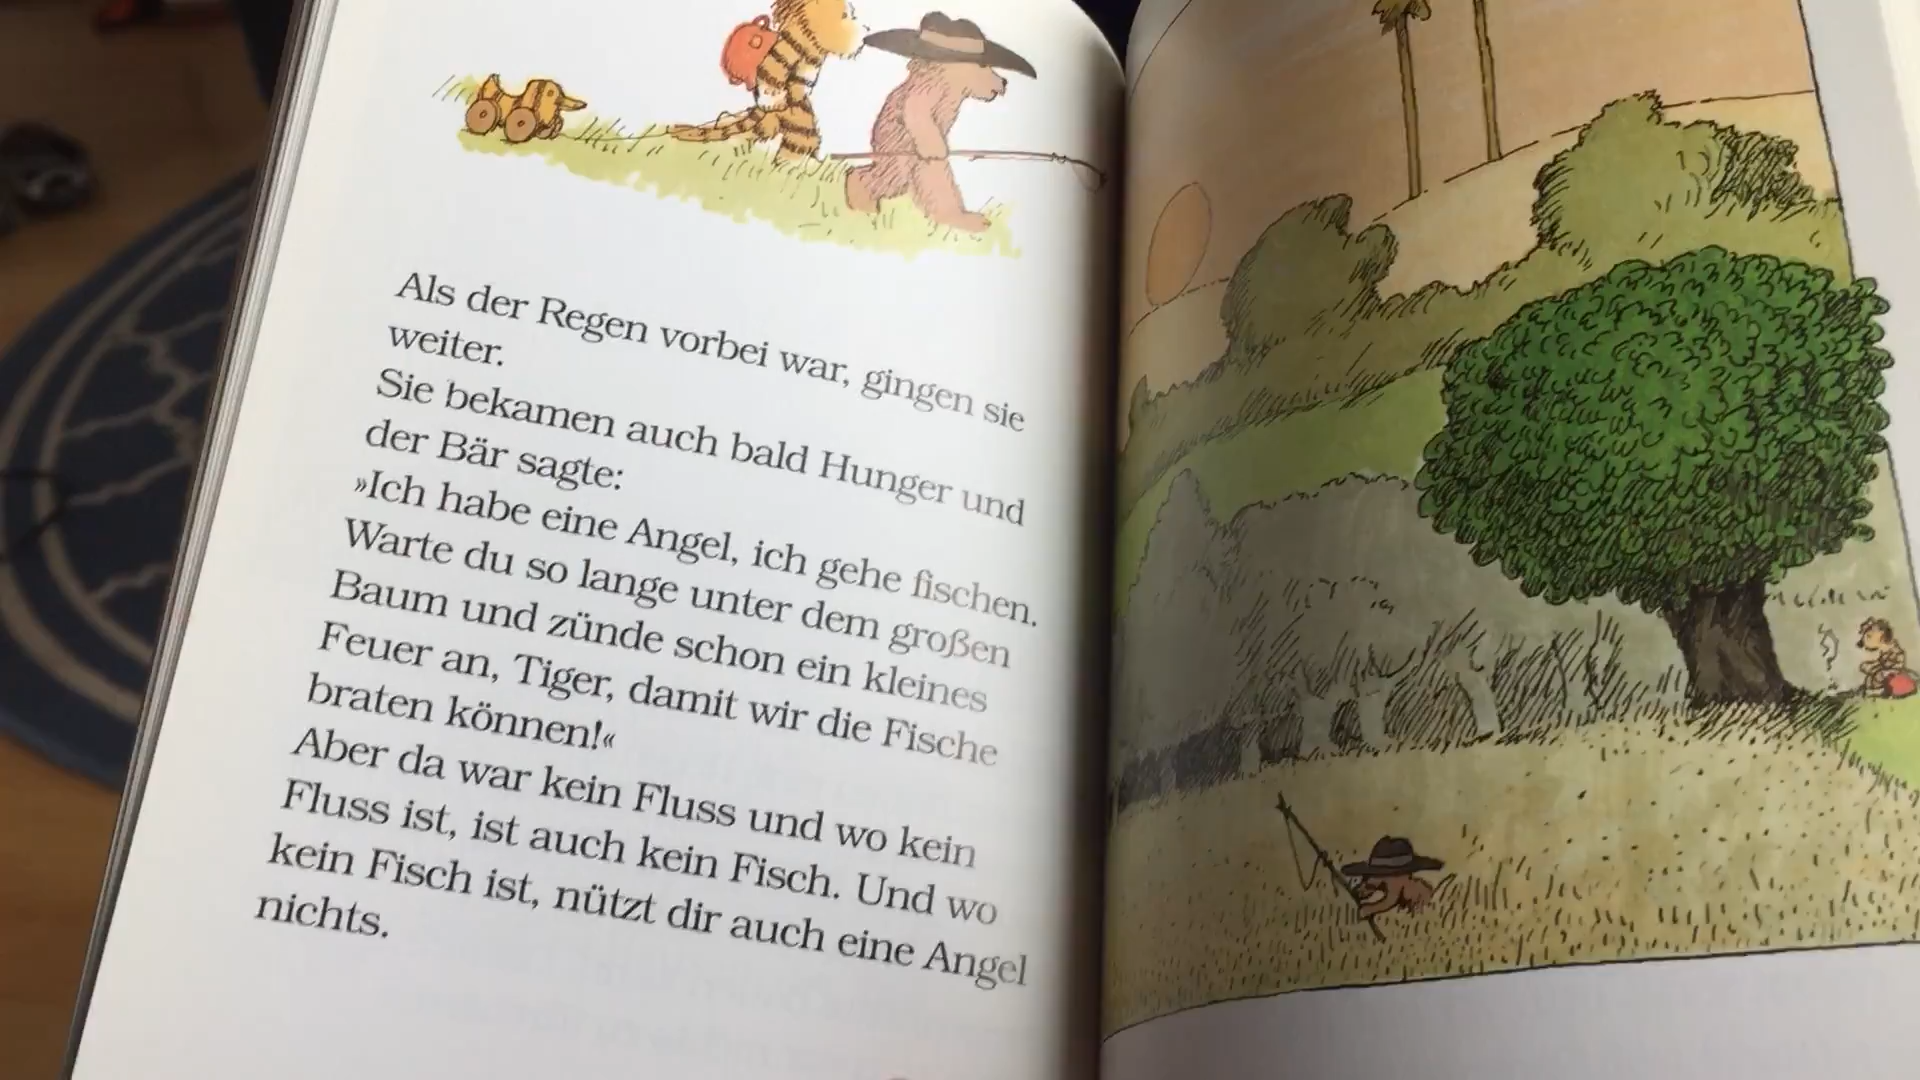 Als der Regen vorbei war, gingen sie
weiter.
Sie bekamen auch bald Hunger und
der Bär sagte:
»Ich habe eine Angel, ich gehe fischen.
Warte du so lange unter dem großen
Baum und zünde schon ein kleines
Feuer an, Tiger, damit wir die Fische
braten können!«
Aber da war kein Fluss und wo kein
Fluss ist, ist auch kein Fisch. Und wo
kein Fisch ist, nützt dir auch eine Angel
nichts.